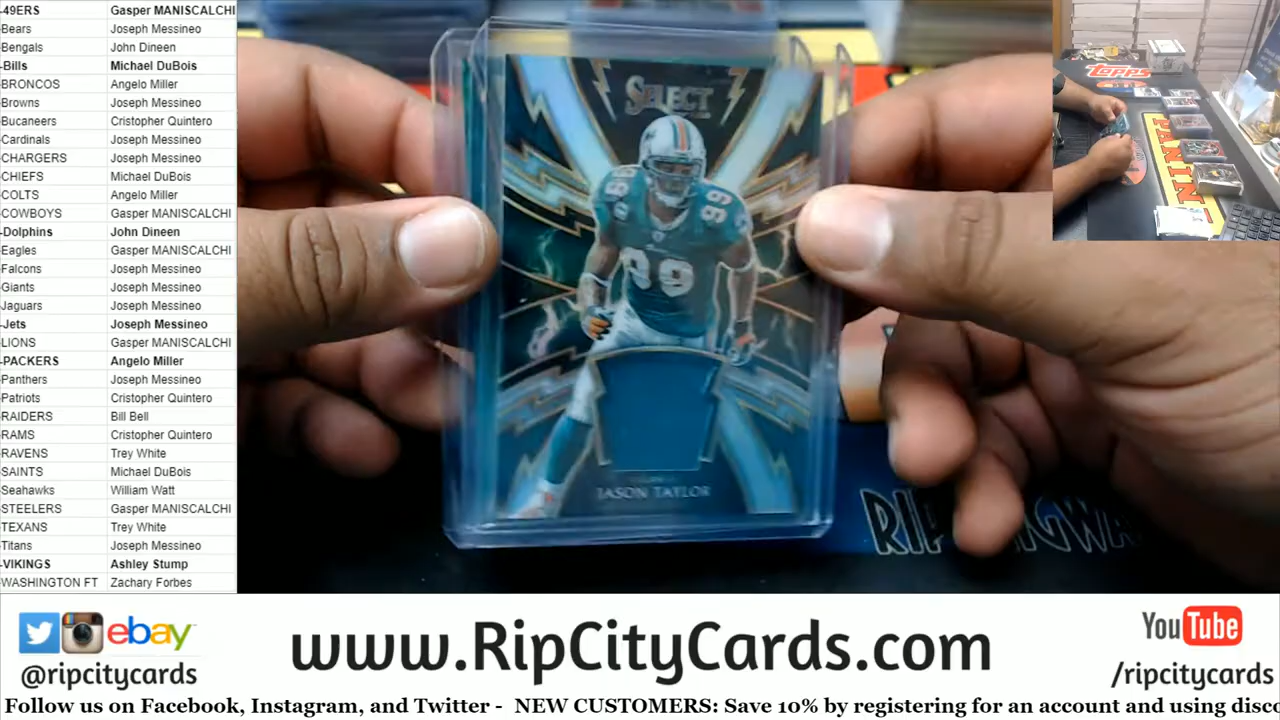 -49ERS Gasper MANISCALCHI
-Bears Joseph Messineo
-Bengals John Dineen
-Bills Michael DuBois
-BRONCOS Angelo Miller
-Browns Joseph Messineo
-Bucaneers Cristopher Quintero
-Cardinals Joseph Messineo
-CHARGERS Joseph Messineo
-CHIEFS Michael DuBois
-COLTS Angelo Miller
-COWBOYS Gasper MANISCALCHI
-Dolphins John Dineen
-Eagles Gasper MANISCALCHI
-Falcons Joseph Messineo
-Giants Joseph Messineo
-Jaguars Joseph Messineo
-Jets Joseph Messineo
-LIONS Gasper MANISCALCHI
-PACKERS Angelo Miller
-Panthers Joseph Messineo
-Patriots Cristopher Quintero
-RAIDERS Bill Bell
-RAMS Cristopher Quintero
-RAVENS Trey White
-SAINTS Michael DuBois
-Seahawks William Watt
-STEELERS Gasper MANISCALCHI
-TEXANS Trey White
-Titans Joseph Messineo
-VIKINGS Ashley Stump
-WASHINGTON FT Zachary Forbes
SELECT
99
99
99
JASON TAYLOR
topps
PANINI
RIP
ebay
@ripcitycards
www.RipCityCards.com
YouTube
/ripcitycards
Follow us on Facebook, Instagram, and Twitter - NEW CUSTOMERS: Save 10% by registering for an account and using disco